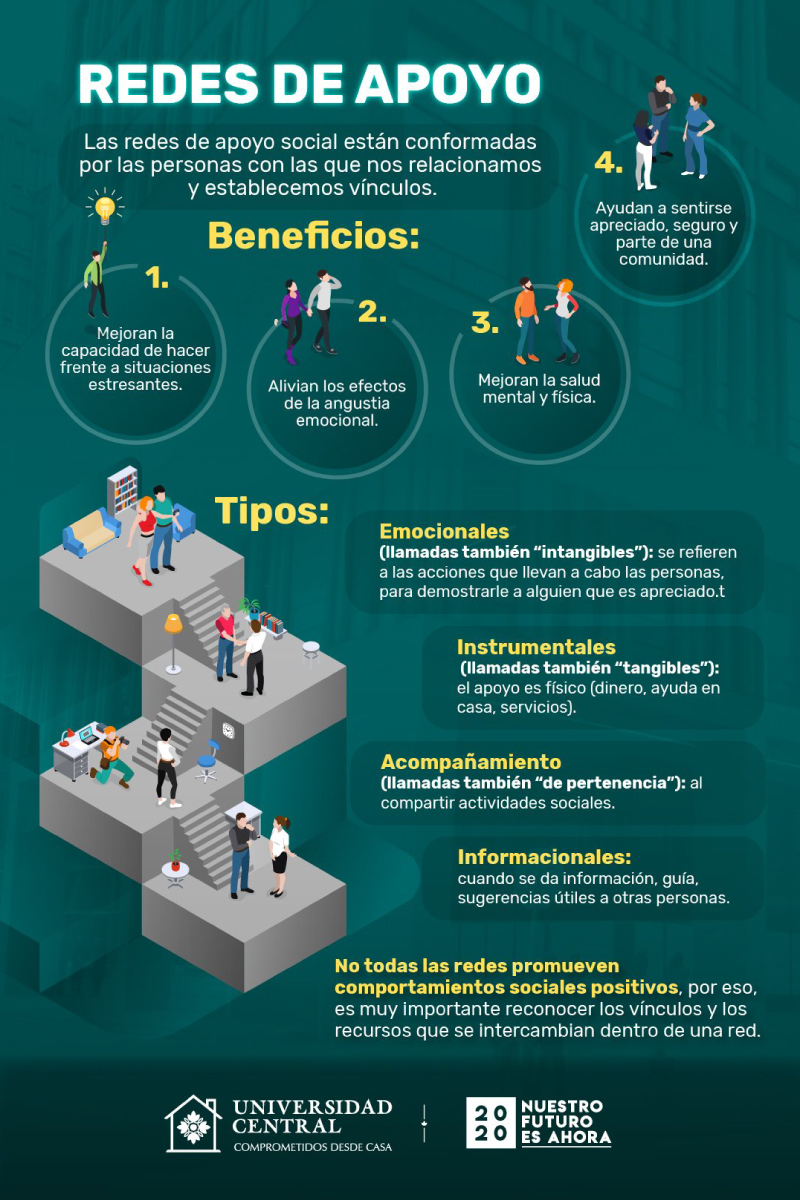 REDES DE APOYO
Las redes de apoyo social están conformadas
por las personas con las que nos relacionamos
y establecemos vínculos.
Beneficios:
1.
Mejoran la
capacidad de hacer
frente a situaciones
estresantes.
2.
Alivian los efectos
de la angustia
emocional.
3.
Mejoran la salud
mental y física.
4.
Ayudan a sentirse
apreciado, seguro y
parte de una
comunidad.
Tipos:
Emocionales
(llamadas también “intangibles”): se refieren
a las acciones que llevan a cabo las personas,
para demostrarle a alguien que es apreciado.t
Instrumentales
(llamadas también “tangibles”):
el apoyo es físico (dinero, ayuda en
casa, servicios).
Acompañamiento
(llamadas también “de pertenencia”): al
compartir actividades sociales.
Informacionales:
cuando se da información, guía,
sugerencias útiles a otras personas.
No todas las redes promueven
comportamientos sociales positivos, por eso,
es muy importante reconocer los vínculos y los
recursos que se intercambian dentro de una red.
UNIVERSIDAD
CENTRAL
COMPROMETIDOS DESDE CASA
20
20
NUESTRO
FUTURO
ES AHORA